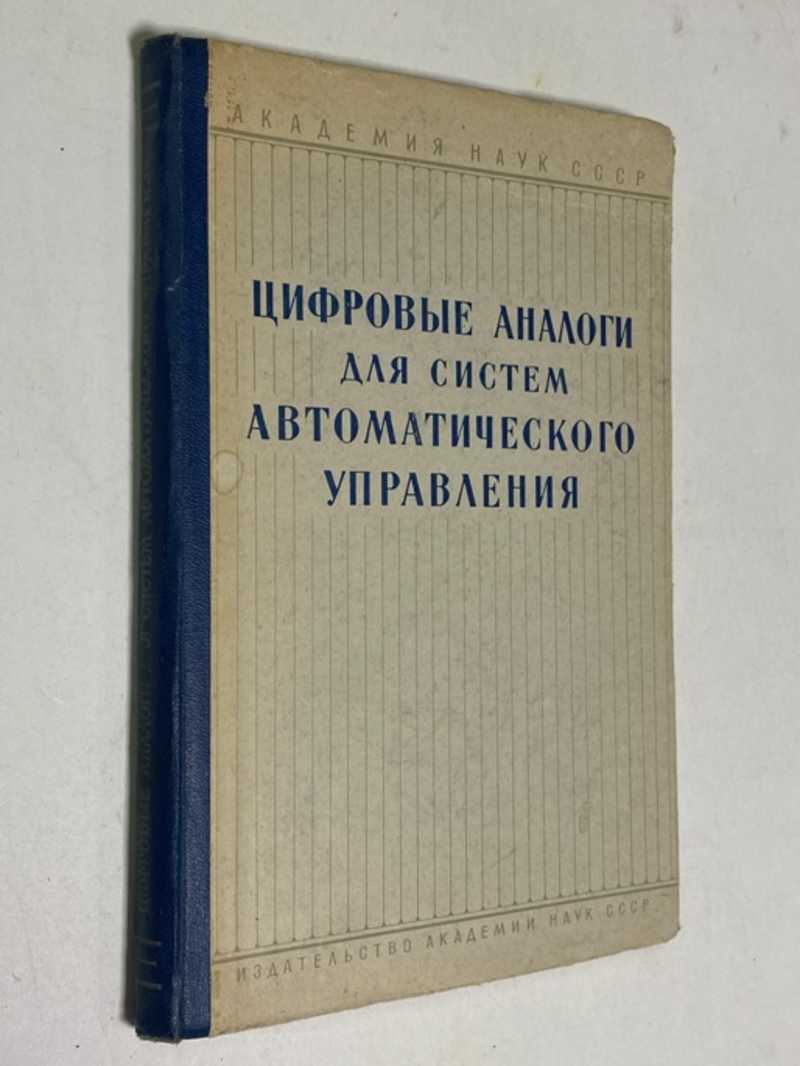 АКАДЕМИЯ НАУК СССР
ЦИФРОВЫЕ АНАЛОГИ
ДЛЯ СИСТЕМ
АВТОМАТИЧЕСКОГО
УПРАВЛЕНИЯ
ИЗДАТЕЛЬСТВО АКАДЕМИИ НАУК СССР